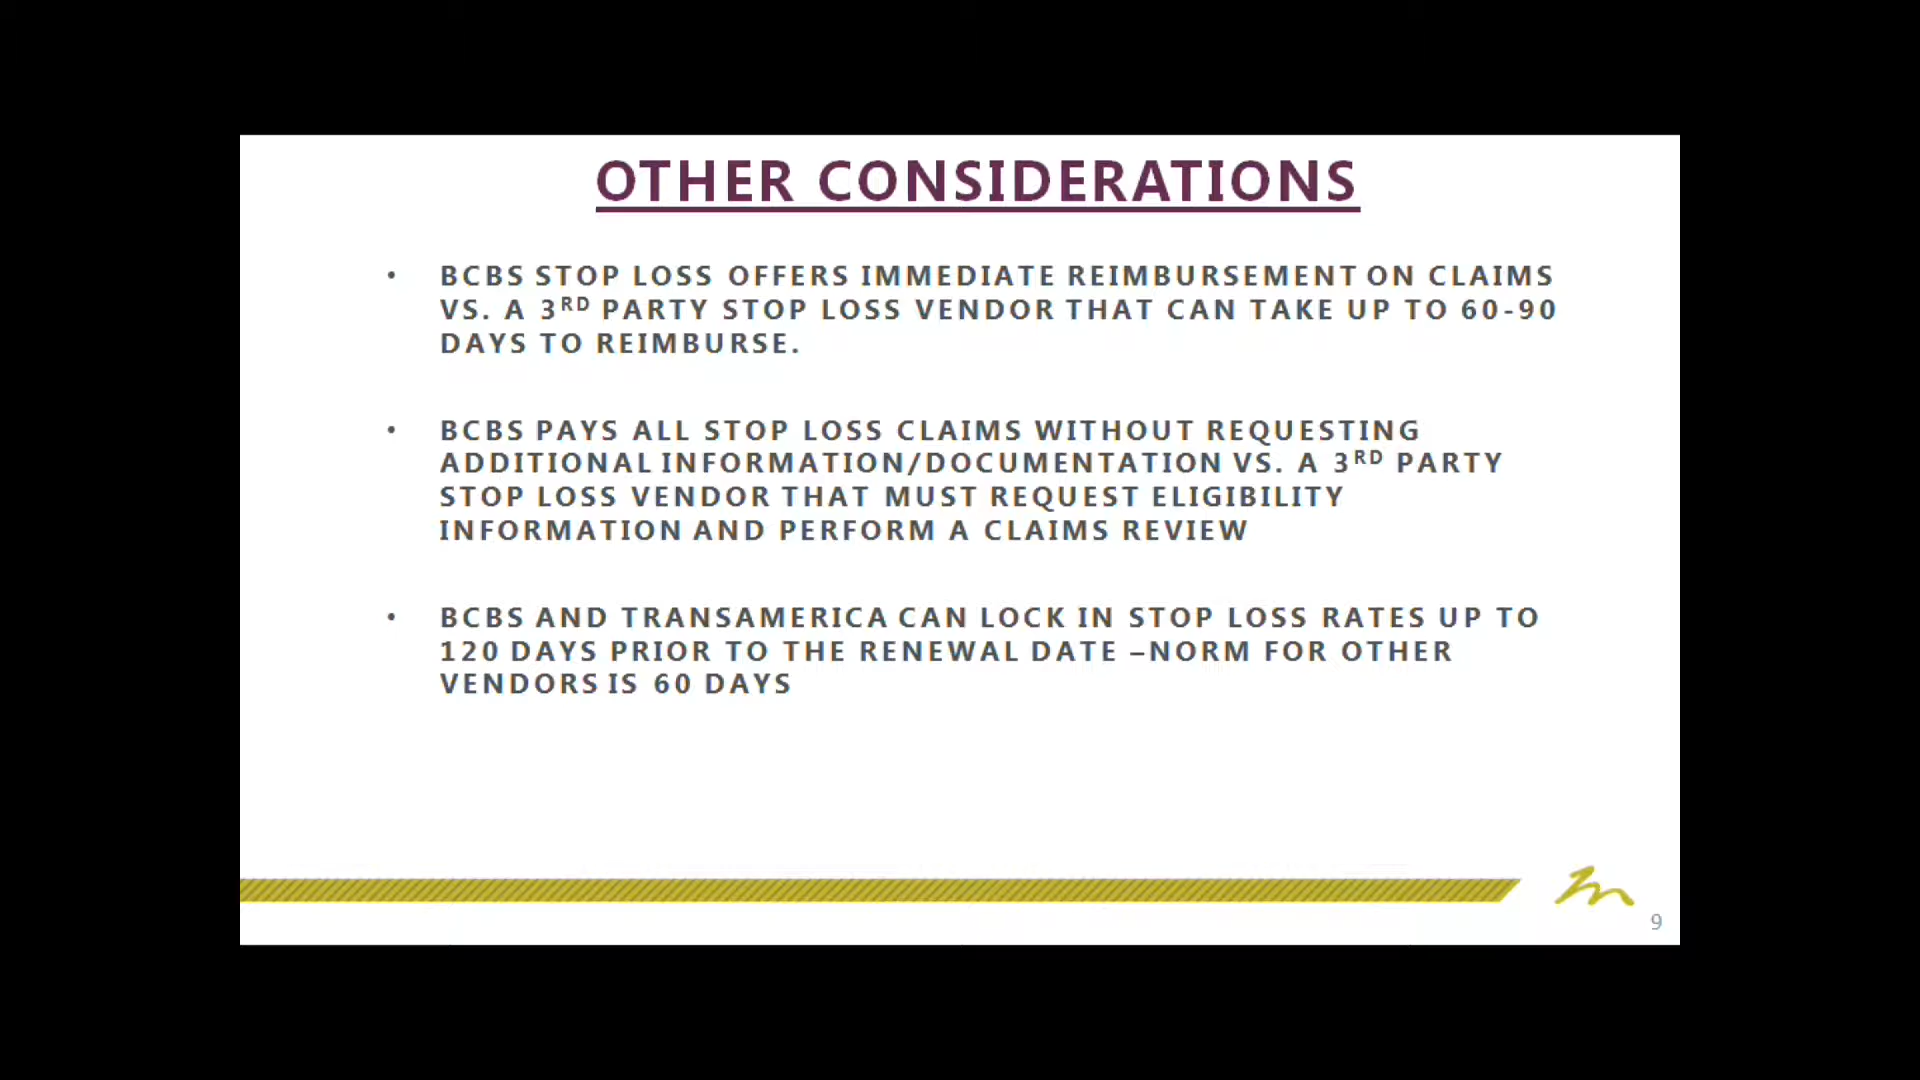 OTHER CONSIDERATIONS
• BCBS STOP LOSS OFFERS IMMEDIATE REIMBURSEMENT ON CLAIMS
VS. A 3RD PARTY STOP LOSS VENDOR THAT CAN TAKE UP TO 60-90
DAYS TO REIMBURSE.
• BCBS PAYS ALL STOP LOSS CLAIMS WITHOUT REQUESTING
ADDITIONAL INFORMATION/DOCUMENTATION VS. A 3RD PARTY
STOP LOSS VENDOR THAT MUST REQUEST ELIGIBILITY
INFORMATION AND PERFORM A CLAIMS REVIEW
• BCBS AND TRANSAMERICA CAN LOCK IN STOP LOSS RATES UP TO
120 DAYS PRIOR TO THE RENEWAL DATE –NORM FOR OTHER
VENDORS IS 60 DAYS
9